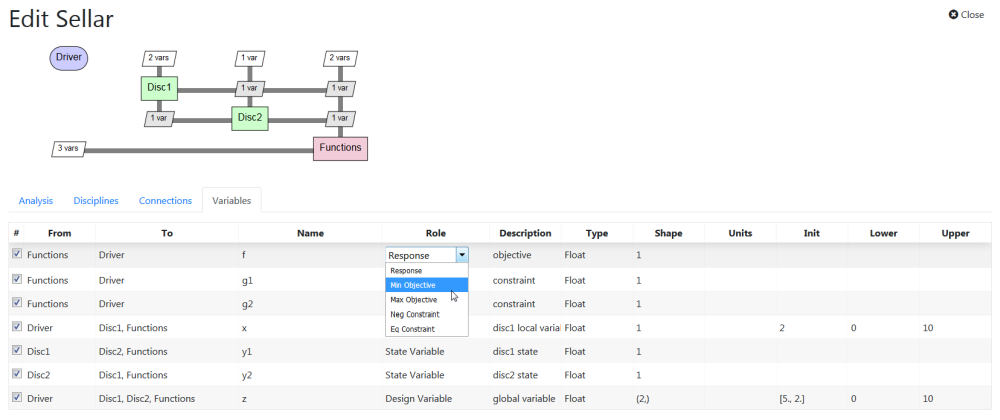 Edit Sellar
Close
Driver 2 vars 1 var 2 vars
Disc1 1 var 1 var
1 var Disc2 1 var
3 vars Functions
Analysis Disciplines Connections Variables
# From To Name Role Description Type Shape Units Init Lower Upper
Functions Driver f Response objective Float 1
Response
Functions Driver g1 Min Objective constraint Float 1
Max Objective
Functions Driver g2 Neg Constraint constraint Float 1
Driver Disc1, Functions x Eq Constraint disc1 local varial Float 1 2 0 10
Disc1 Disc2, Functions y1 State Variable disc1 state Float 1
Disc2 Disc1, Functions y2 State Variable disc2 state Float 1
Driver Disc1, Disc2, Functions z Design Variable global variable Float (2,) [5., 2.] 0 10